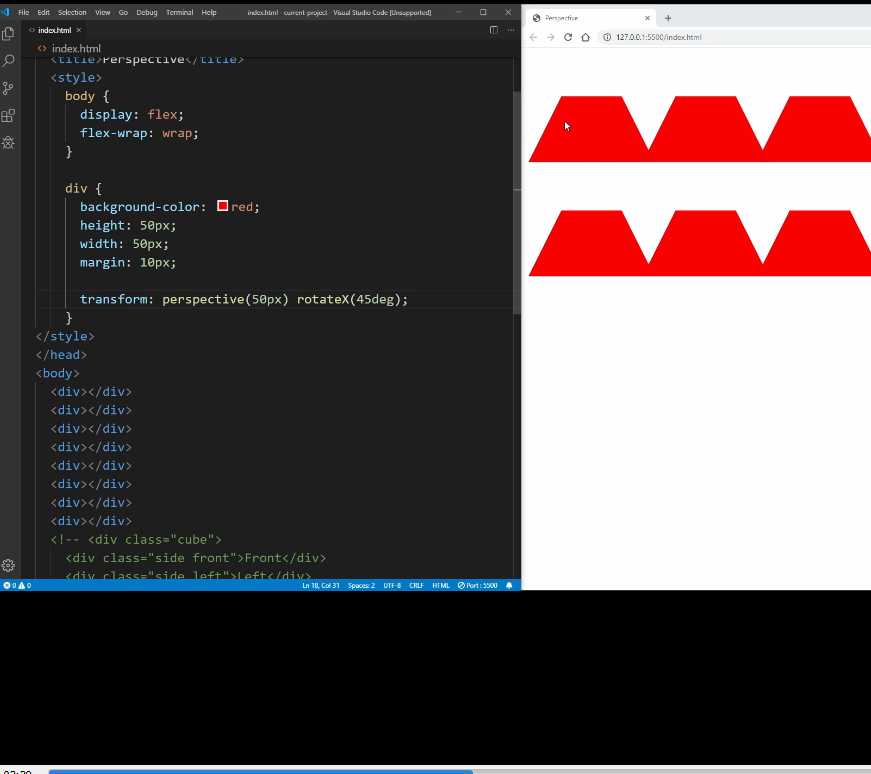 File Edit Selection View Go Debug Terminal Help index.html - current-project - Visual Studio Code [Unsupported]
index.html
index.html
<title>Perspective</title>
<style>
body {
display: flex;
flex-wrap: wrap;
}
div {
background-color: red;
height: 50px;
width: 50px;
margin: 10px;
transform: perspective(50px) rotateX(45deg);
}
</style>
</head>
<body>
<div></div>
<div></div>
<div></div>
<div></div>
<div></div>
<div></div>
<div></div>
<div></div>
<!-- <div class="cube">
<div class="side front">Front</div>
<div class="side left">Left</div>
0 0 Ln 18, Col 31 Spaces: 2 UTF-8 CRLF HTML Port : 5500
Perspective
127.0.0.1:5500/index.html